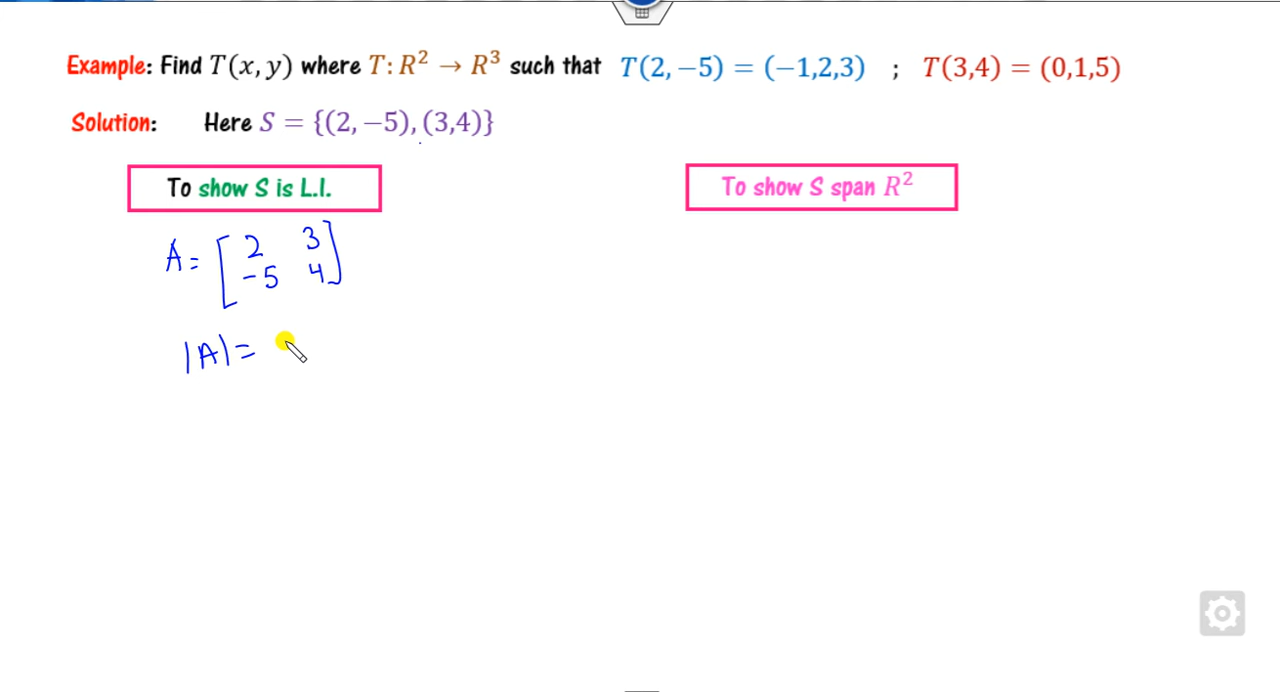 Example: Find T(x, y) where T: R² → R³ such that T(2, −5) = (−1,2,3) ; T(3,4) = (0,1,5)
Solution: Here S = {(2, −5), (3,4)}
To show S is L.I.
To show S span R²
A = [ 2 3 ]
-5 4
|A| =